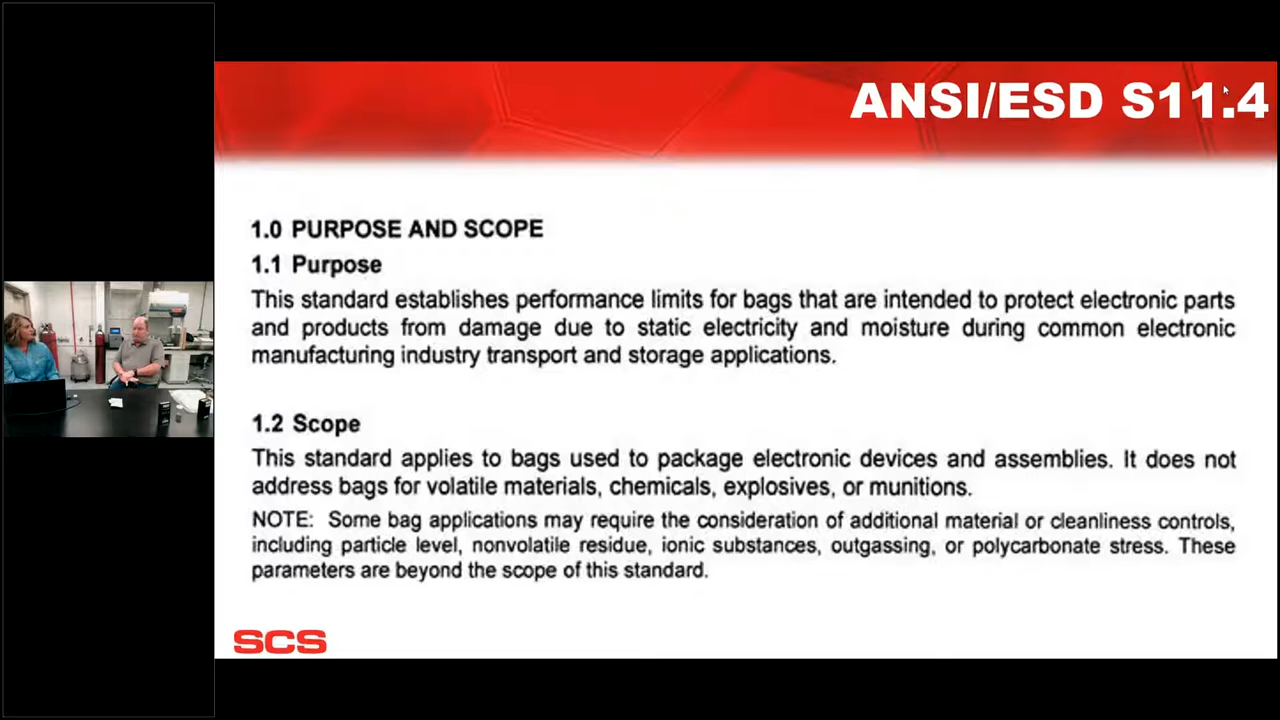 ANSI/ESD S11.4
1.0 PURPOSE AND SCOPE
1.1 Purpose
This standard establishes performance limits for bags that are intended to protect electronic parts
and products from damage due to static electricity and moisture during common electronic
manufacturing industry transport and storage applications.
1.2 Scope
This standard applies to bags used to package electronic devices and assemblies. It does not
address bags for volatile materials, chemicals, explosives, or munitions.
NOTE: Some bag applications may require the consideration of additional material or cleanliness controls,
including particle level, nonvolatile residue, ionic substances, outgassing, or polycarbonate stress. These
parameters are beyond the scope of this standard.
SCS